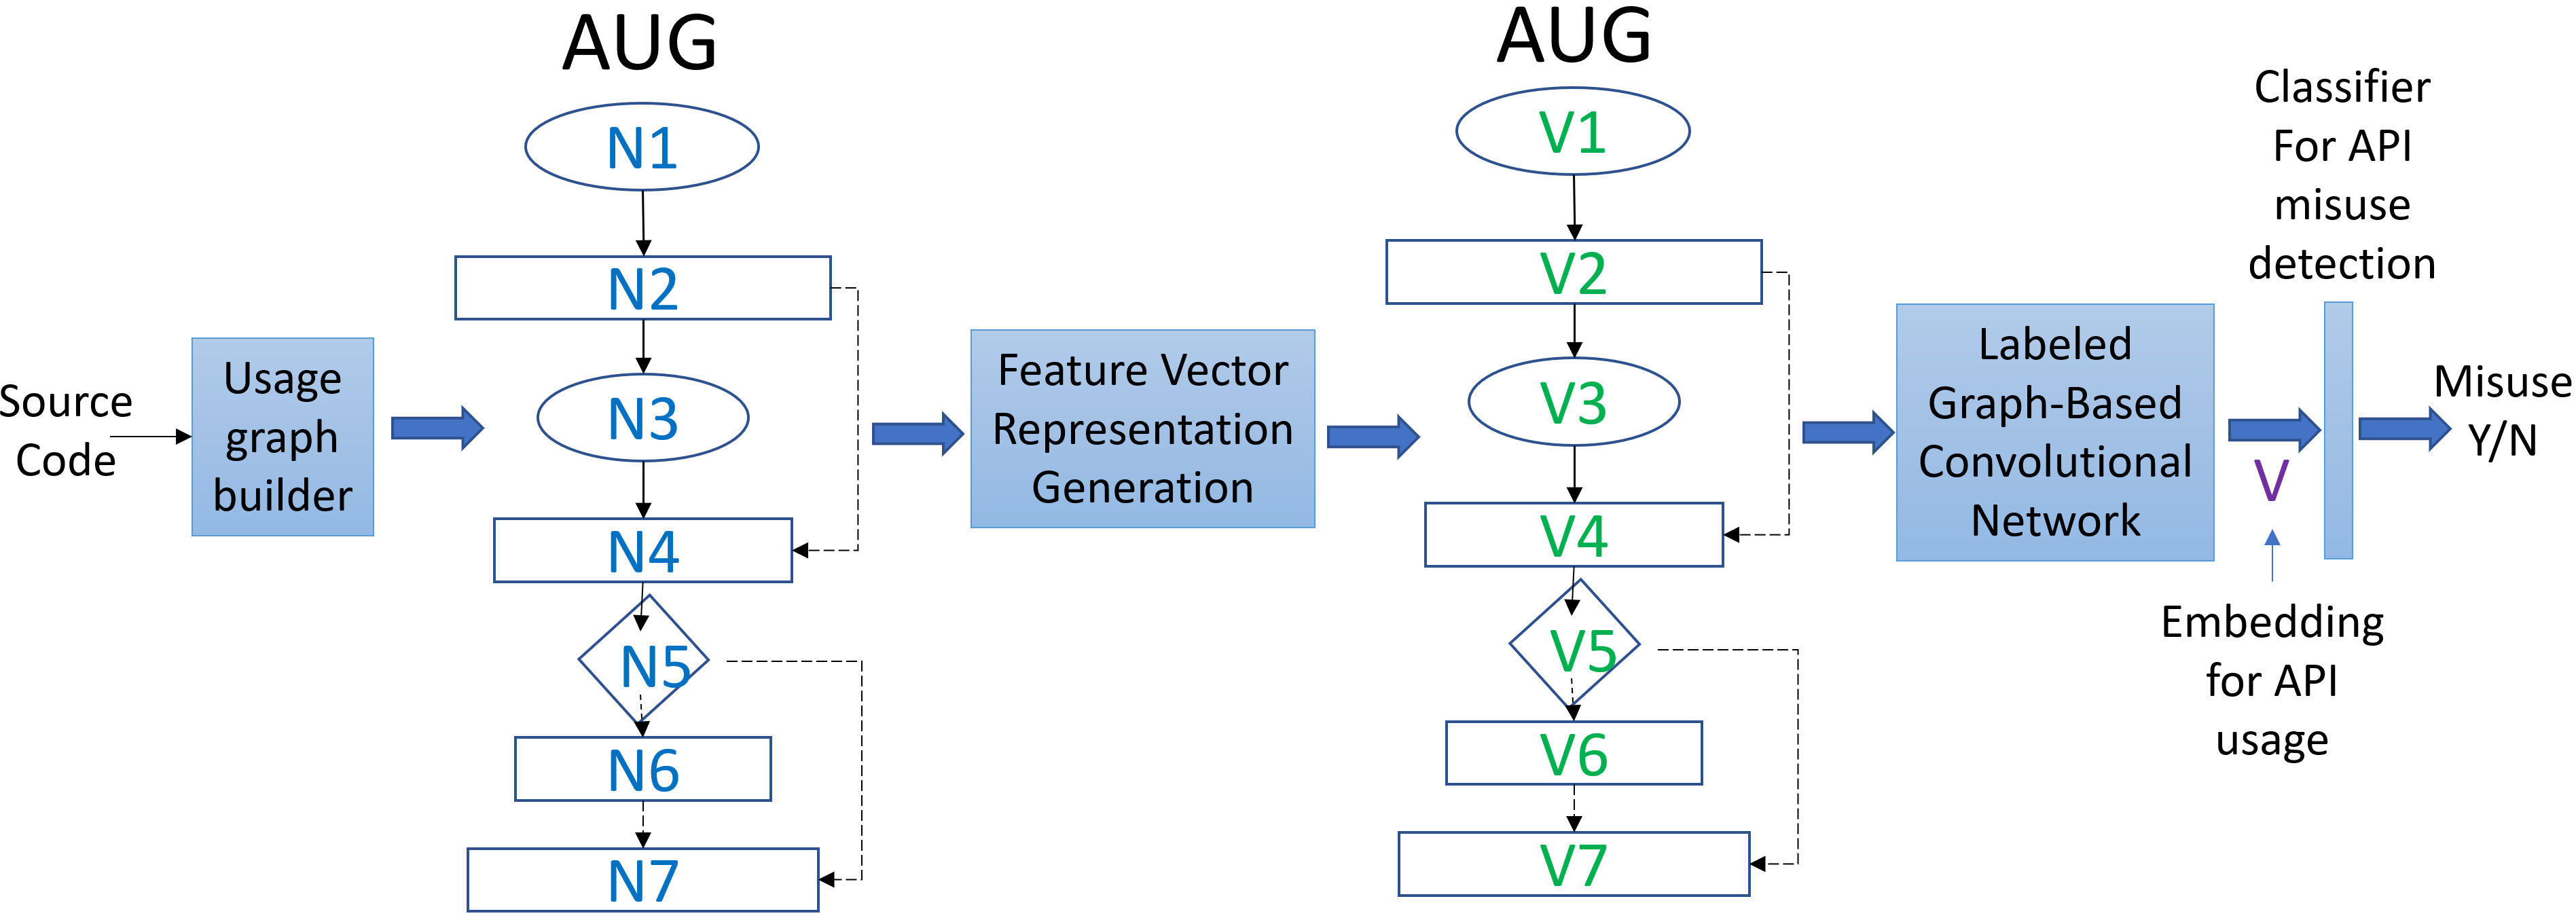 Source
Code
Usage
graph
builder
AUG
N1
N2
N3
N4
N5
N6
N7
Feature Vector
Representation
Generation
AUG
V1
V2
V3
V4
V5
V6
V7
Labeled
Graph-Based
Convolutional
Network
V
Embedding
for API
usage
Classifier
For API
misuse
detection
Misuse
Y/N